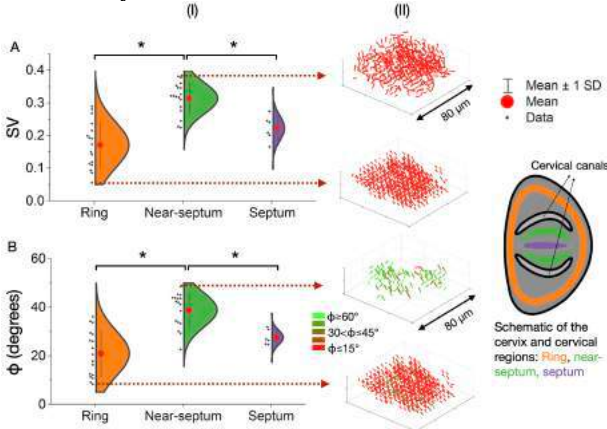 (I)
(II)
A
*
*
SV
0.4
0.3
0.2
0.1
0.0
Ring
Near-septum
Septum
80 µm
Mean ± 1 SD
Mean
Data
Cervical canals
B
*
*
ϕ (degrees)
60
40
20
0
Ring
Near-septum
Septum
ϕ≥60°
30<ϕ≤45°
ϕ≤15°
80 µm
Schematic of the
cervix and cervical
regions: Ring, near-
septum, septum